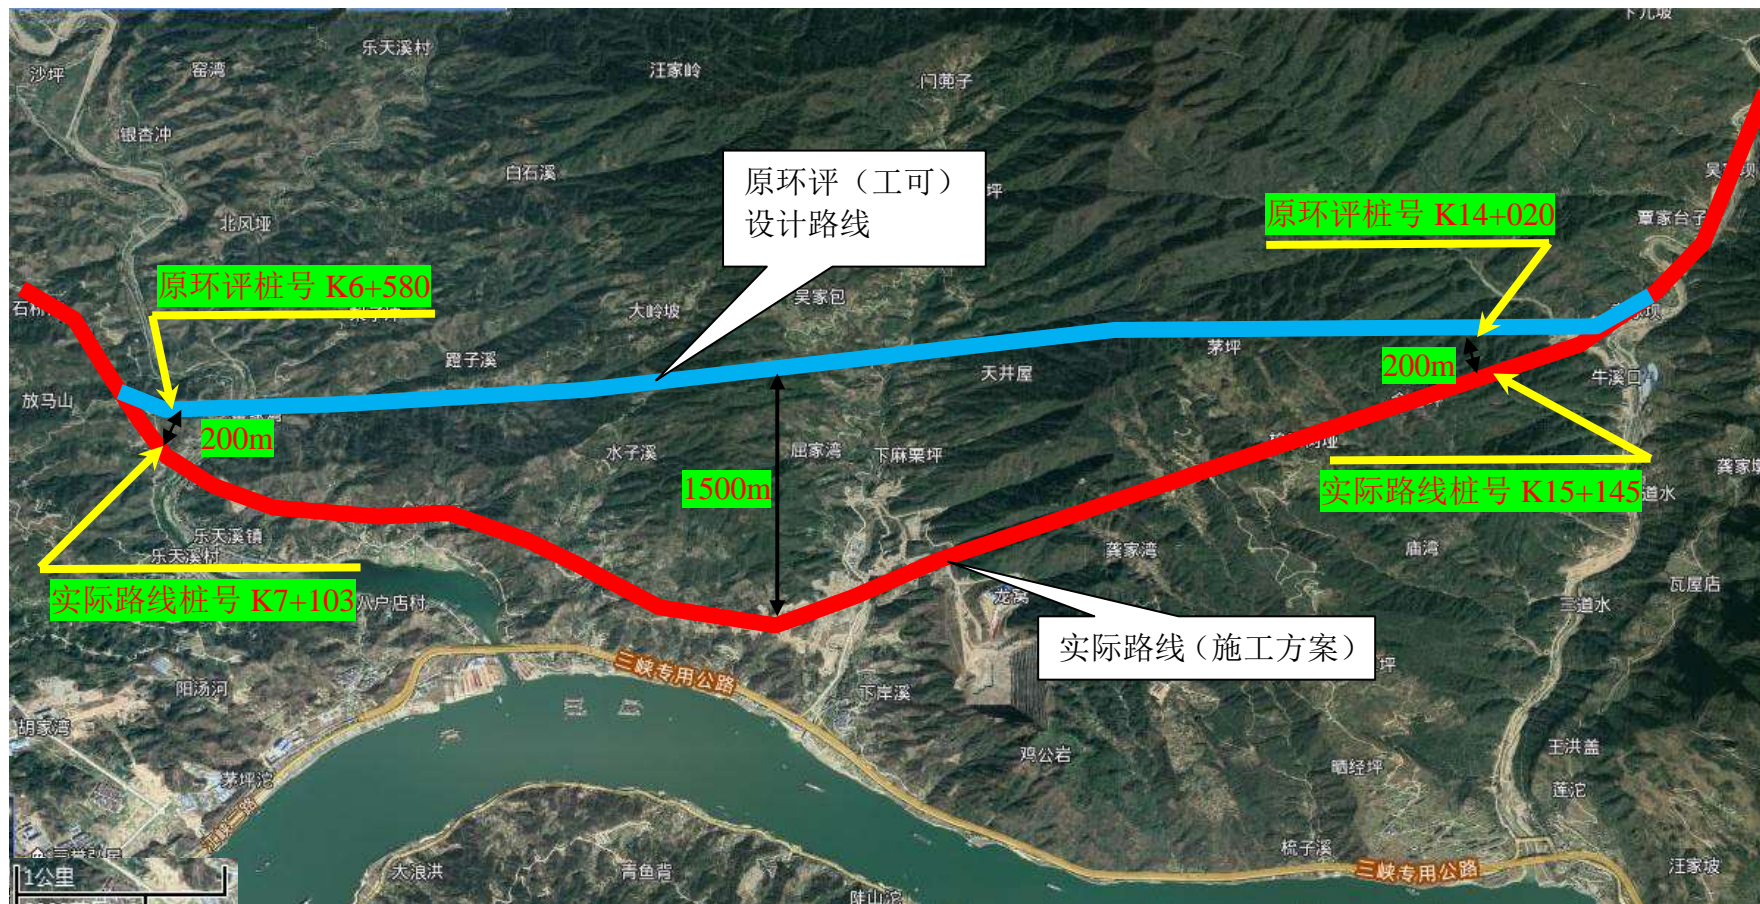 下九坡
乐天溪村
沙坪
窑湾
汪家岭
门蔸子
银杏冲
白石溪
原环评（工可）
设计路线
坪
原环评桩号 K14+020
北风垭
覃家台子
原环评桩号 K6+580
吴家包
大岭坡
蹬子溪
茅坪
200m
天井屋
牛溪口
放马山
200m
水子溪
屈家湾
下麻栗坪
1500m
实际路线桩号 K15+145
道水
乐天溪镇
乐天溪村
龚家湾
庙湾
瓦屋店
实际路线桩号 K7+103
八户店村
龙窝
三道水
实际路线（施工方案）
坪
三峡专用公路
阳汤河
下岸溪
胡家湾
鸡公岩
王洪盖
晒经坪
茅坪沱
莲沱
梳子溪
1公里
大浪洪
青鱼背
三峡专用公路
汪家坡
陡山沱